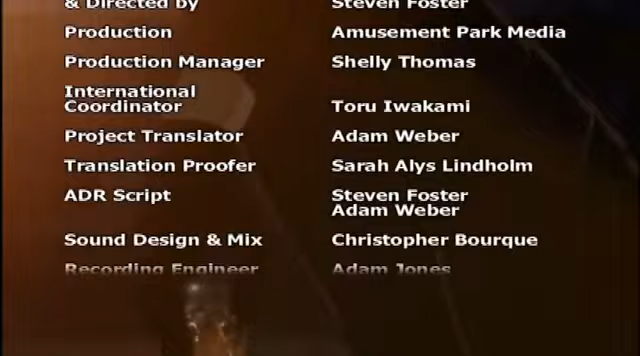 & Directed by Steven Foster
Production Amusement Park Media
Production Manager Shelly Thomas
International
Coordinator Toru Iwakami
Project Translator Adam Weber
Translation Proofer Sarah Alys Lindholm
ADR Script Steven Foster
Adam Weber
Sound Design & Mix Christopher Bourque
Recording Engineer Adam Jones